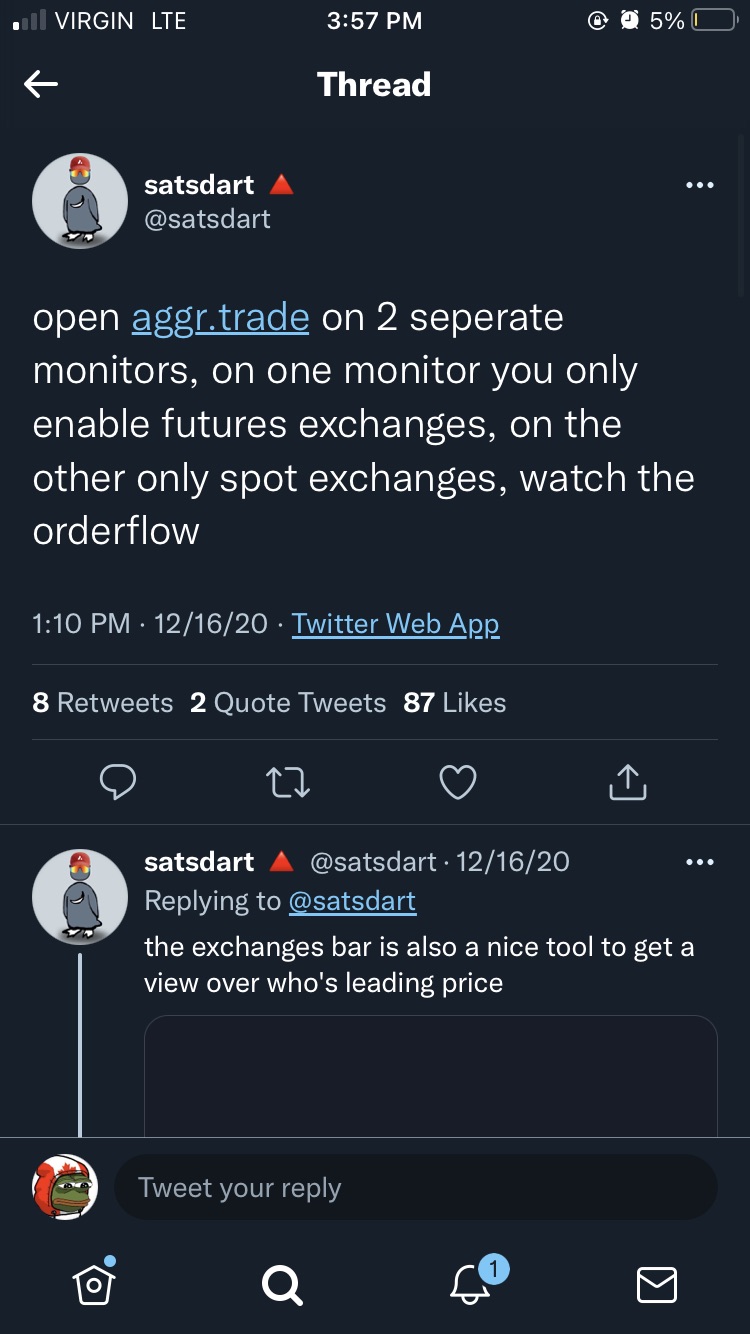 VIRGIN LTE 3:57 PM 5%
Thread
satsdart
@satsdart
open aggr.trade on 2 seperate
monitors, on one monitor you only
enable futures exchanges, on the
other only spot exchanges, watch the
orderflow
1:10 PM · 12/16/20 · Twitter Web App
8 Retweets 2 Quote Tweets 87 Likes
satsdart @satsdart · 12/16/20
Replying to @satsdart
the exchanges bar is also a nice tool to get a
view over who's leading price
Tweet your reply
1